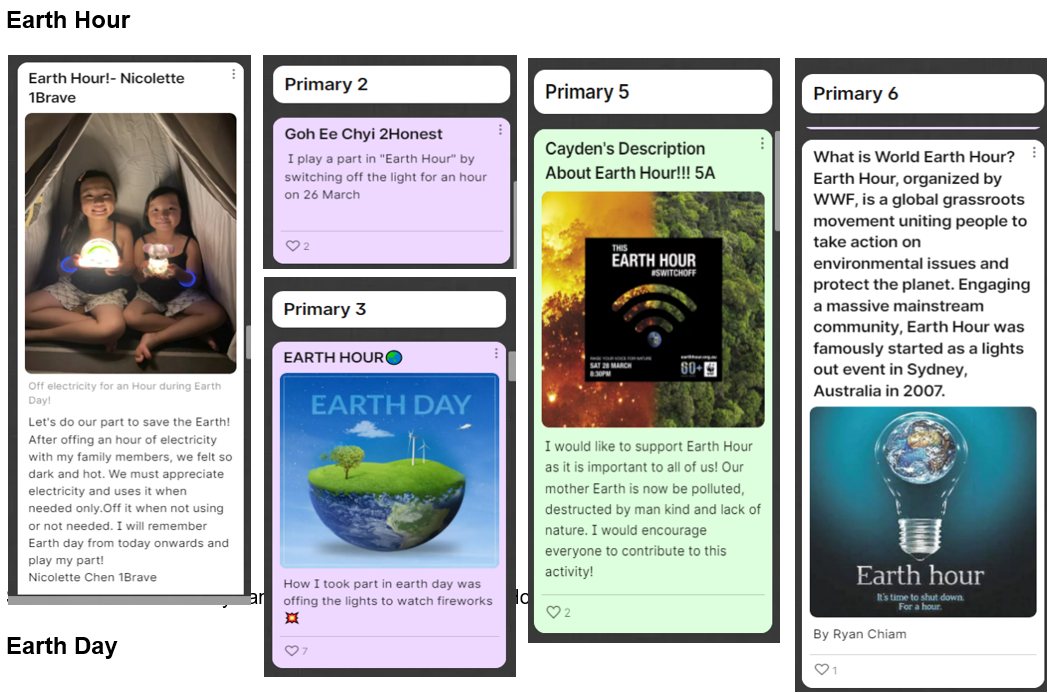 Earth Hour
Earth Hour!- Nicolette
1Brave
Off electricity for an Hour during Earth
Day!
Let's do our part to save the Earth!
After offing an hour of electricity
with my family members, we felt so
dark and hot. We must appreciate
electricity and uses it when
needed only.Off it when not using
or not needed. I will remember
Earth day from today onwards and
play my part!
Nicolette Chen 1Brave
Primary 2
Goh Ee Chyi 2Honest
I play a part in "Earth Hour" by
switching off the light for an hour
on 26 March
2
Primary 3
EARTH HOUR
EARTH DAY
How I took part in earth day was
offing the lights to watch fireworks
7
Primary 5
Cayden's Description
About Earth Hour!!! 5A
THIS
EARTH HOUR
#SWITCHOFF
RAISE YOUR VOICE FOR NATURE
SAT 28 MARCH
8:30PM
earthhour.org.au
60+
WWF
I would like to support Earth Hour
as it is important to all of us! Our
mother Earth is now be polluted,
destructed by man kind and lack of
nature. I would encourage
everyone to contribute to this
activity!
2
Primary 6
What is World Earth Hour?
Earth Hour, organized by
WWF, is a global grassroots
movement uniting people to
take action on
environmental issues and
protect the planet. Engaging
a massive mainstream
community, Earth Hour was
famously started as a lights
out event in Sydney,
Australia in 2007.
Earth hour
It's time to shut down.
For a hour.
By Ryan Chiam
1
Earth Day